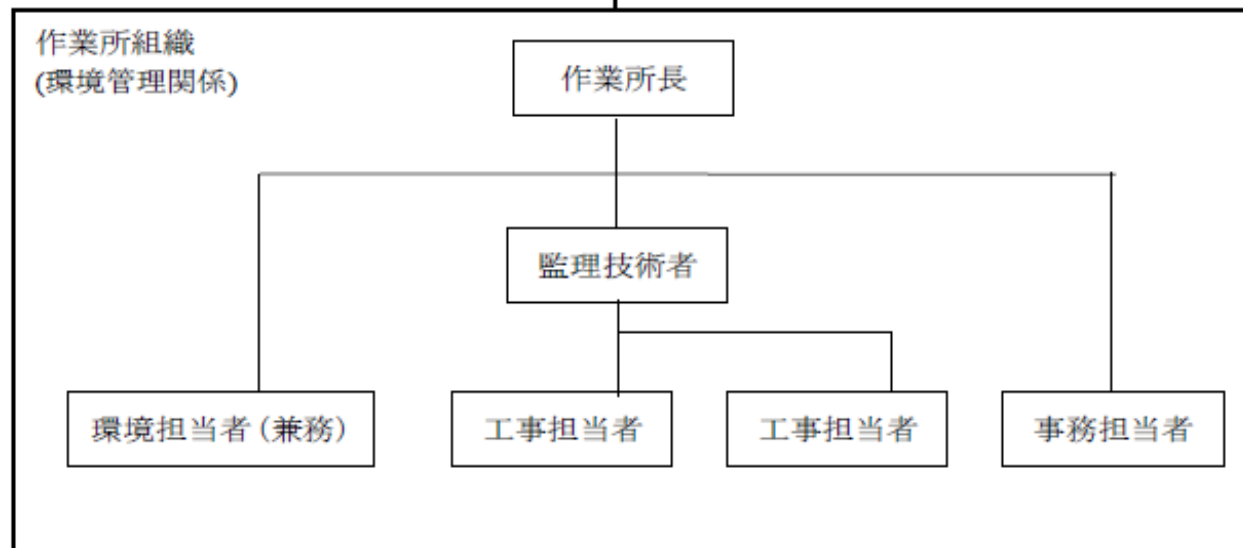 作業所組織
(環境管理関係)
作業所長
監理技術者
環境担当者(兼務)
工事担当者
工事担当者
事務担当者